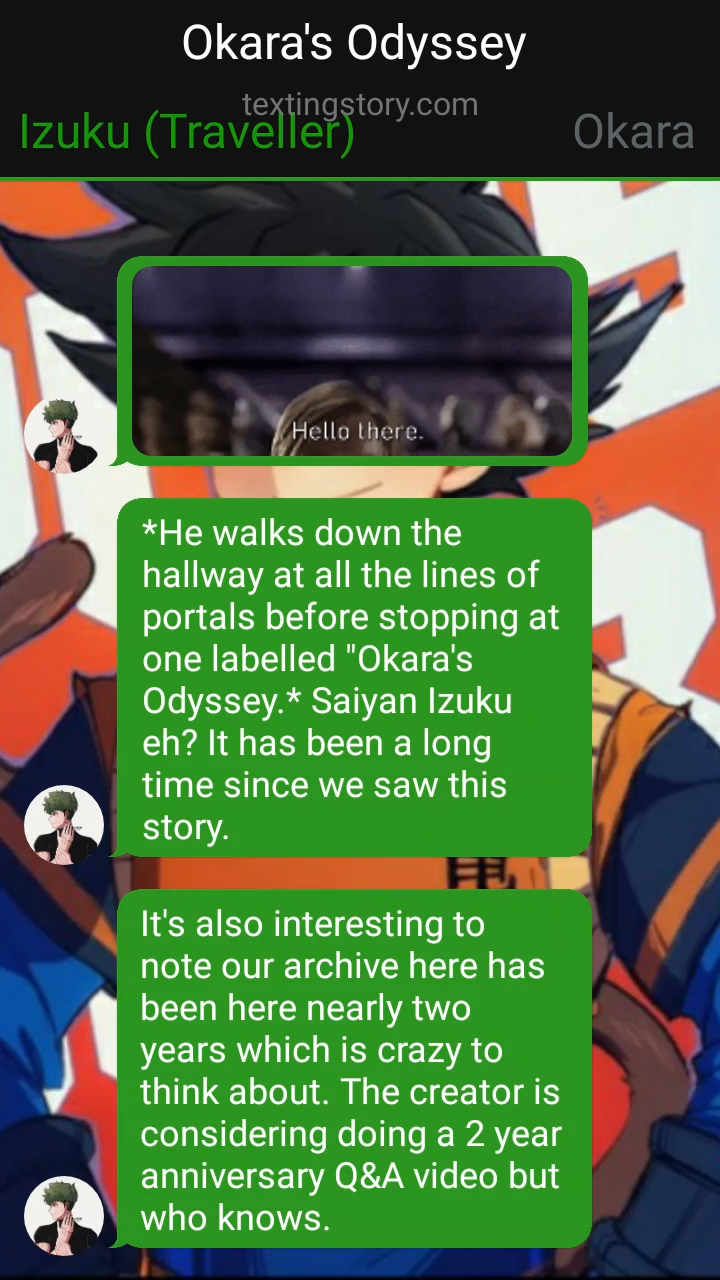 Okara's Odyssey
textingstory.com
Izuku (Traveller)
Okara
Hello there.
*He walks down the
hallway at all the lines of
portals before stopping at
one labelled "Okara's
Odyssey.* Saiyan Izuku
eh? It has been a long
time since we saw this
story.
It's also interesting to
note our archive here has
been here nearly two
years which is crazy to
think about. The creator is
considering doing a 2 year
anniversary Q&A video but
who knows.